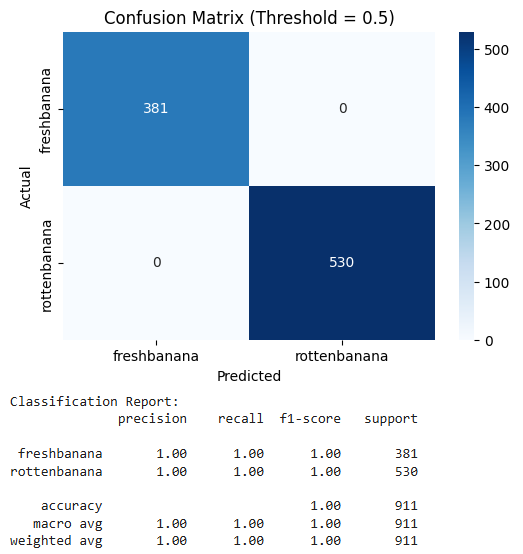 Confusion Matrix (Threshold = 0.5)
freshbanana
rottenbanana
Actual
381
0
0
530
freshbanana
rottenbanana
Predicted
500
400
300
200
100
0
Classification Report:
precision recall f1-score support
freshbanana 1.00 1.00 1.00 381
rottenbanana 1.00 1.00 1.00 530
accuracy 1.00 911
macro avg 1.00 1.00 1.00 911
weighted avg 1.00 1.00 1.00 911